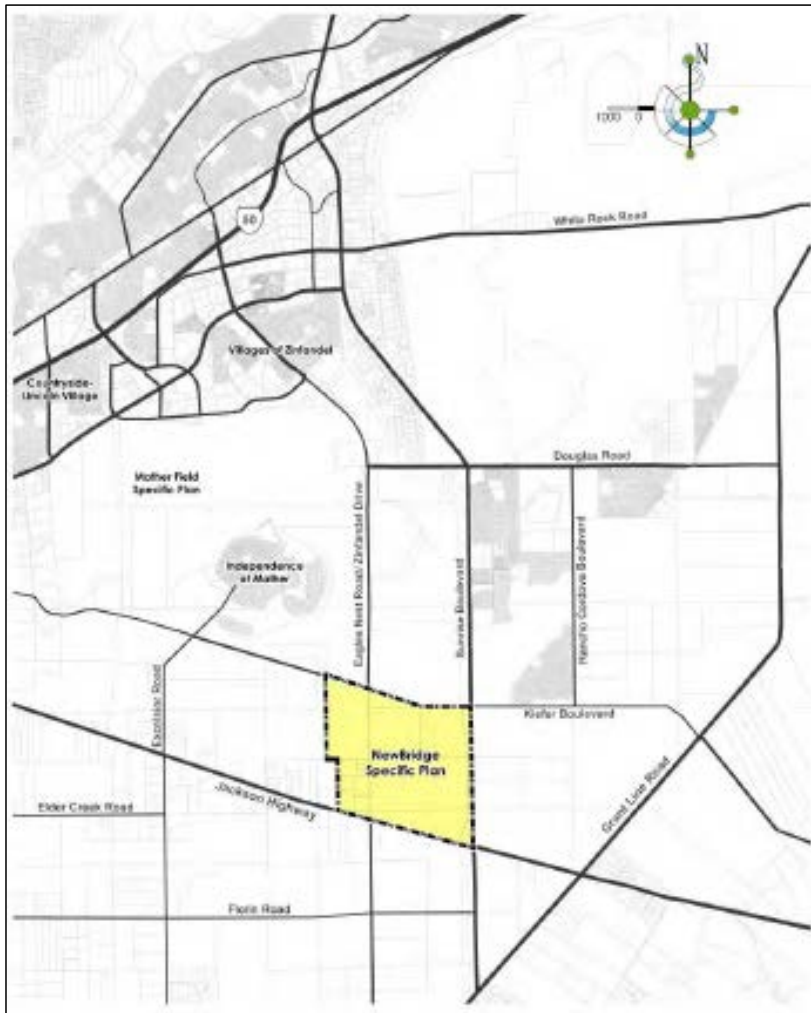 N
1000 0
White Rock Road
50
Villages of Zinfandel
Countryside-
Lincoln Village
Douglas Road
Mather Field
Specific Plan
Eagles Nest Road/Zinfandel Drive
Sunrise Boulevard
Rancho Cordova Boulevard
Independence
at Mather
Excelsior Road
Kiefer Boulevard
NewBridge
Specific Plan
Jackson Highway
Grant Line Road
Elder Creek Road
Florin Road